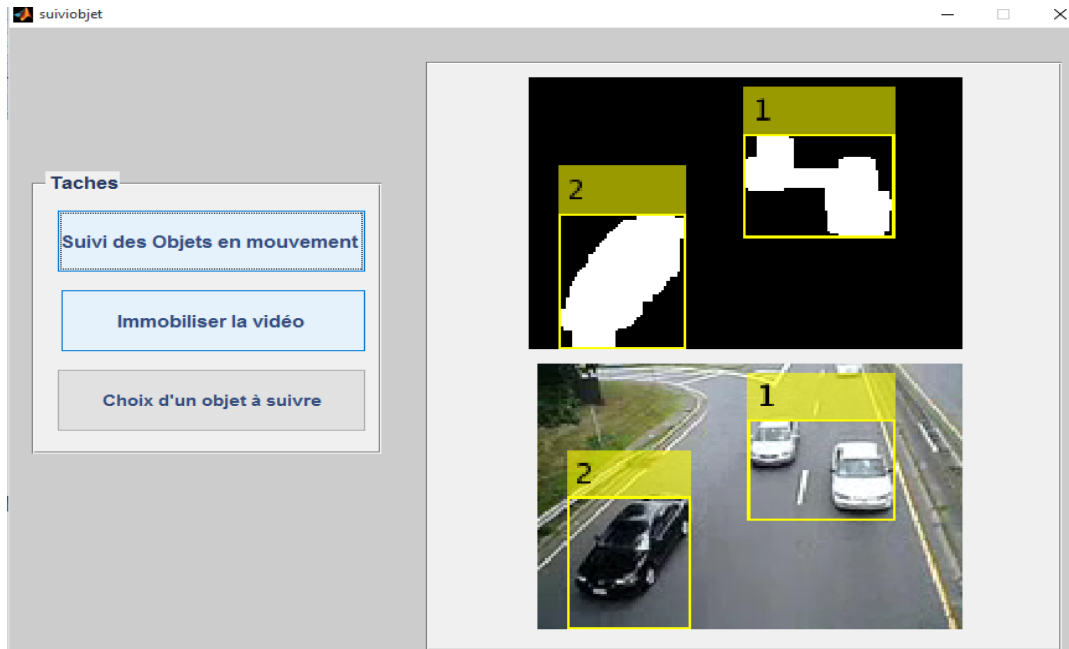 suiviobjet
Taches
Suivi des Objets en mouvement
Immobiliser la vidéo
Choix d'un objet à suivre
1
2
1
2